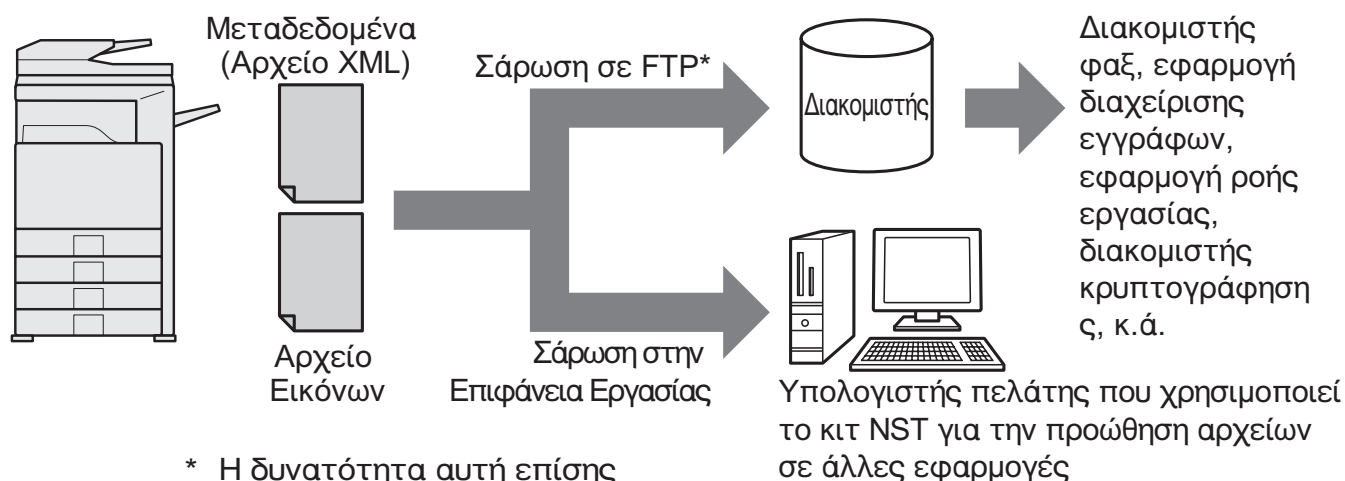 Μεταδεδομένα
(Αρχείο XML)
Σάρωση σε FTP*
Διακομιστής
Διακομιστής
φαξ, εφαρμογή
διαχείρισης
εγγράφων,
εφαρμογή ροής
εργασίας,
διακομιστής
κρυπτογράφηση
ς, κ.ά.
Αρχείο
Εικόνων
Σάρωση στην
Επιφάνεια Εργασίας
Υπολογιστής πελάτης που χρησιμοποιεί
το κιτ NST για την προώθηση αρχείων
σε άλλες εφαρμογές
* Η δυνατότητα αυτή επίσης